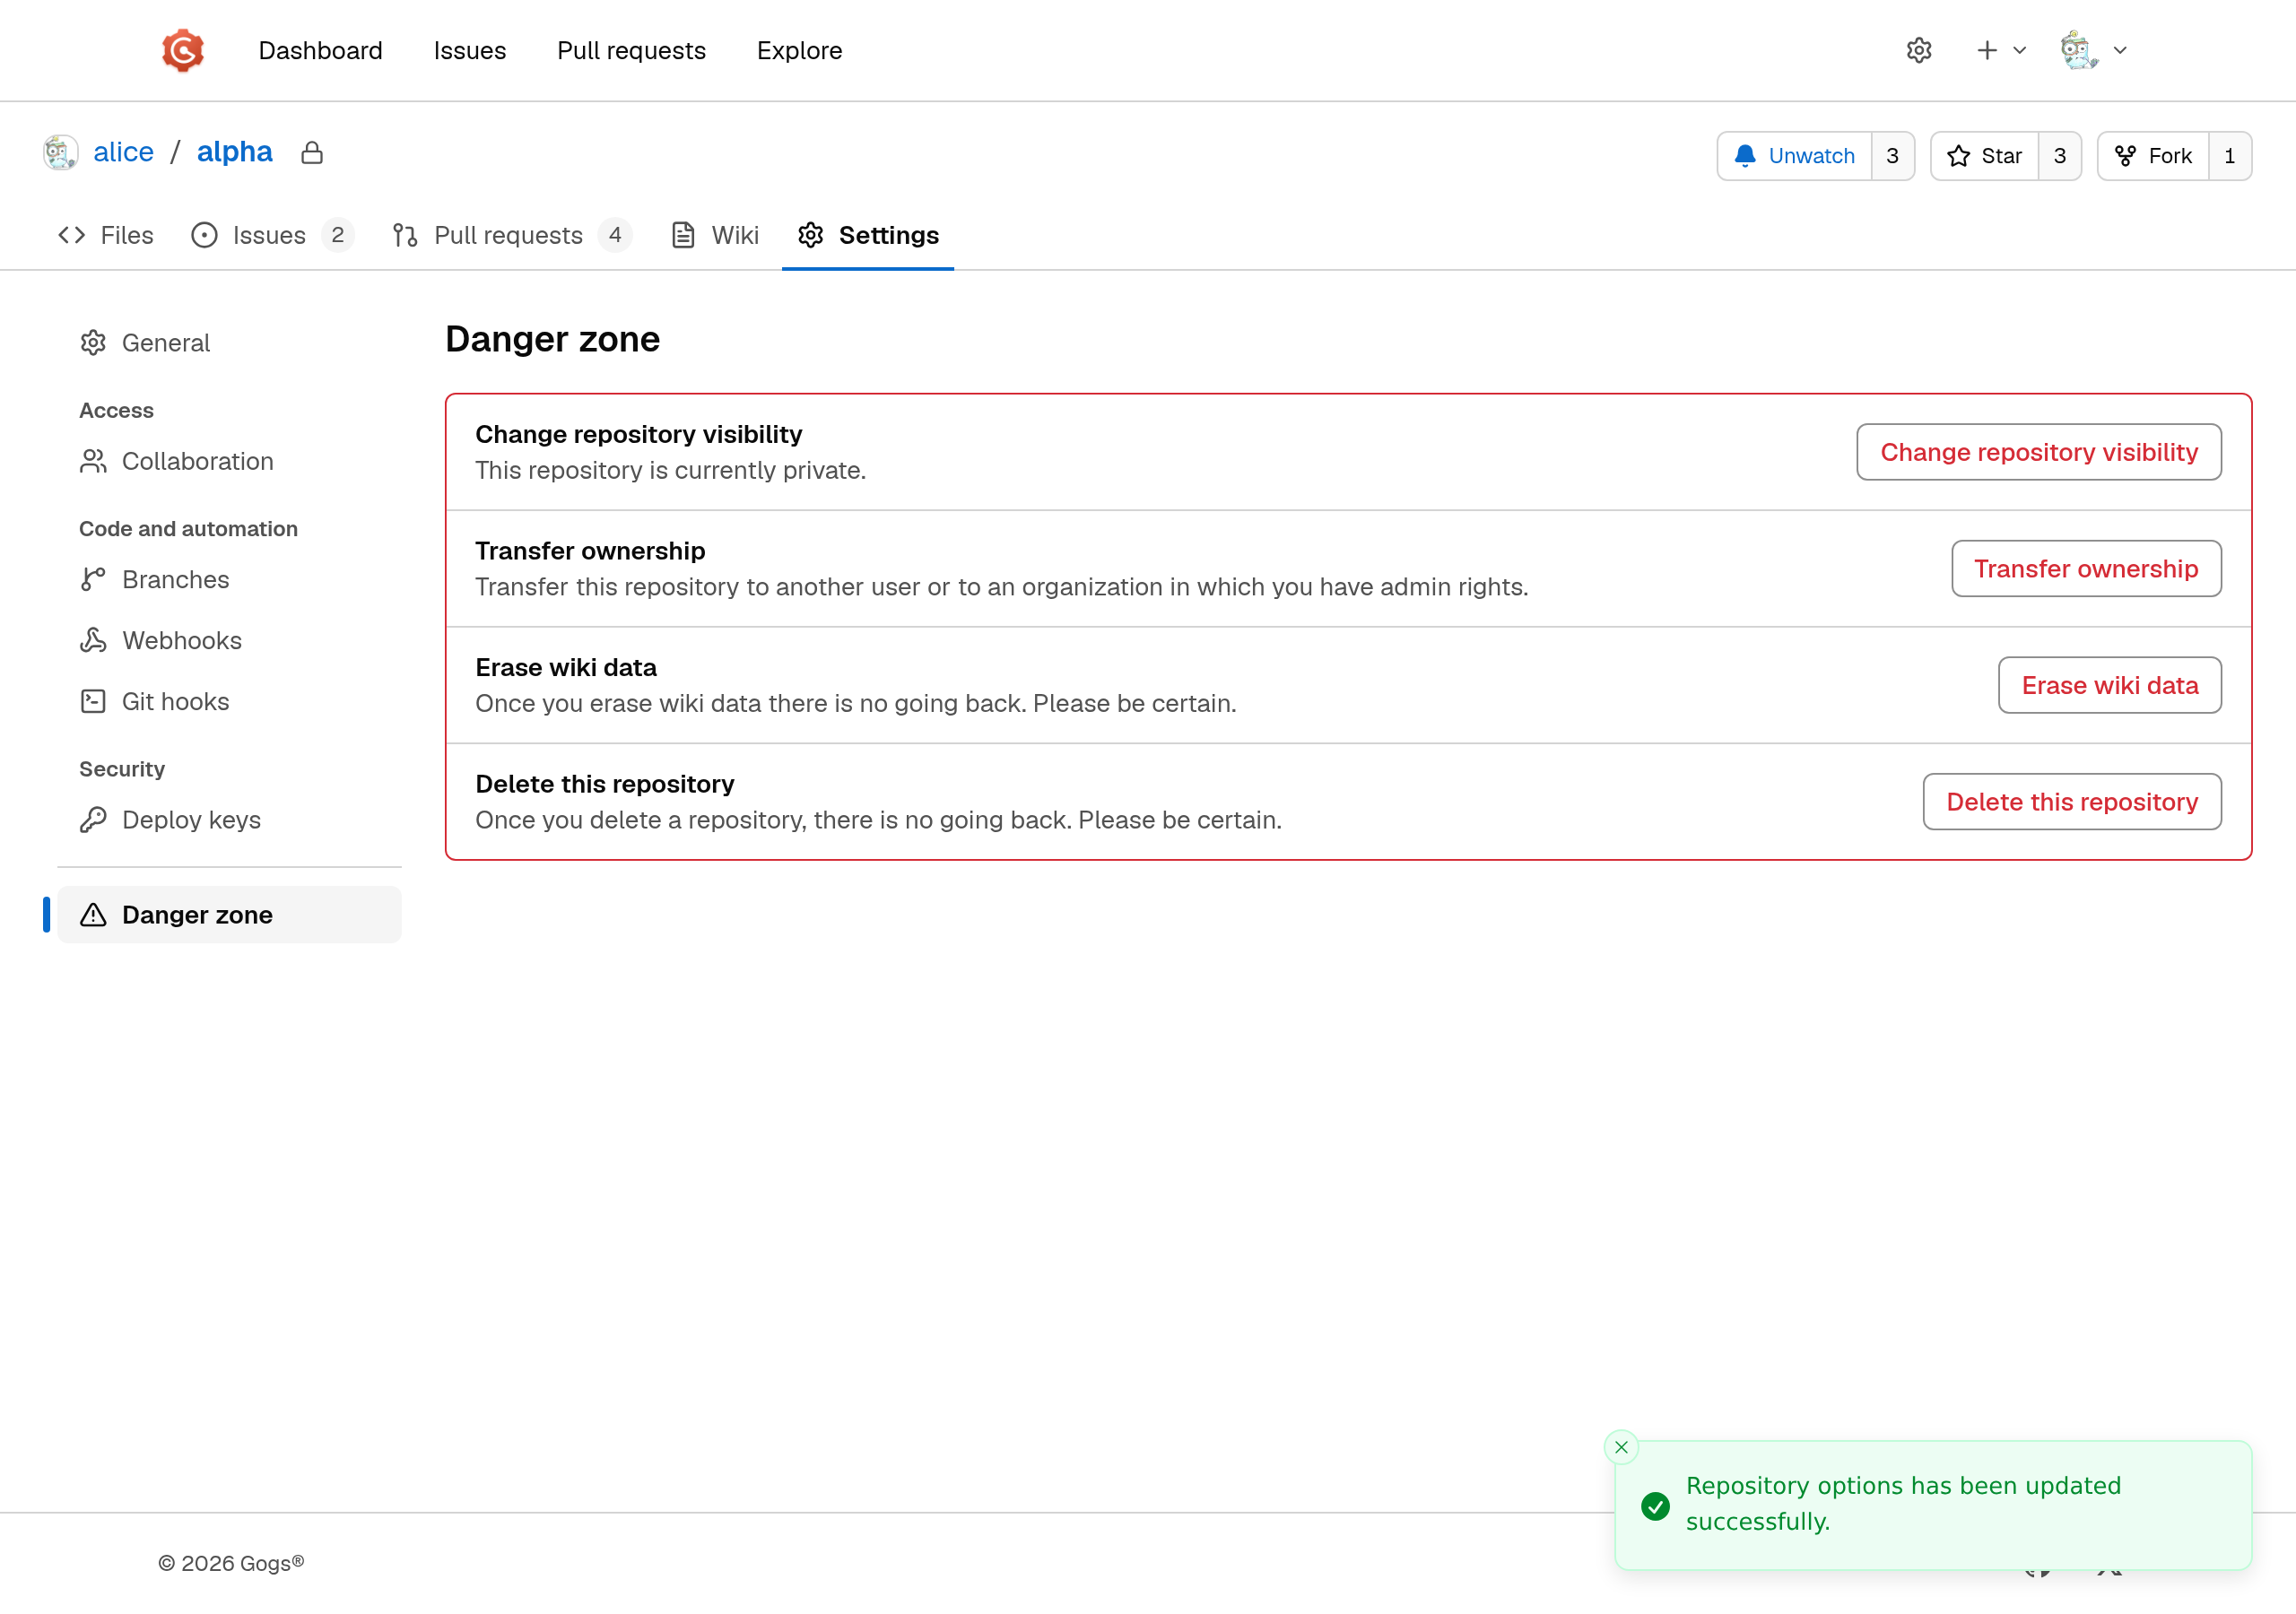 Dashboard Issues Pull requests Explore
alice / alpha
Unwatch 3 Star 3 Fork 1
Files Issues 2 Pull requests 4 Wiki Settings
General
Access
Collaboration
Code and automation
Branches
Webhooks
Git hooks
Security
Deploy keys
Danger zone
Danger zone
Change repository visibility
This repository is currently private.
Change repository visibility
Transfer ownership
Transfer this repository to another user or to an organization in which you have admin rights.
Transfer ownership
Erase wiki data
Once you erase wiki data there is no going back. Please be certain.
Erase wiki data
Delete this repository
Once you delete a repository, there is no going back. Please be certain.
Delete this repository
Repository options has been updated
successfully.
© 2026 Gogs®